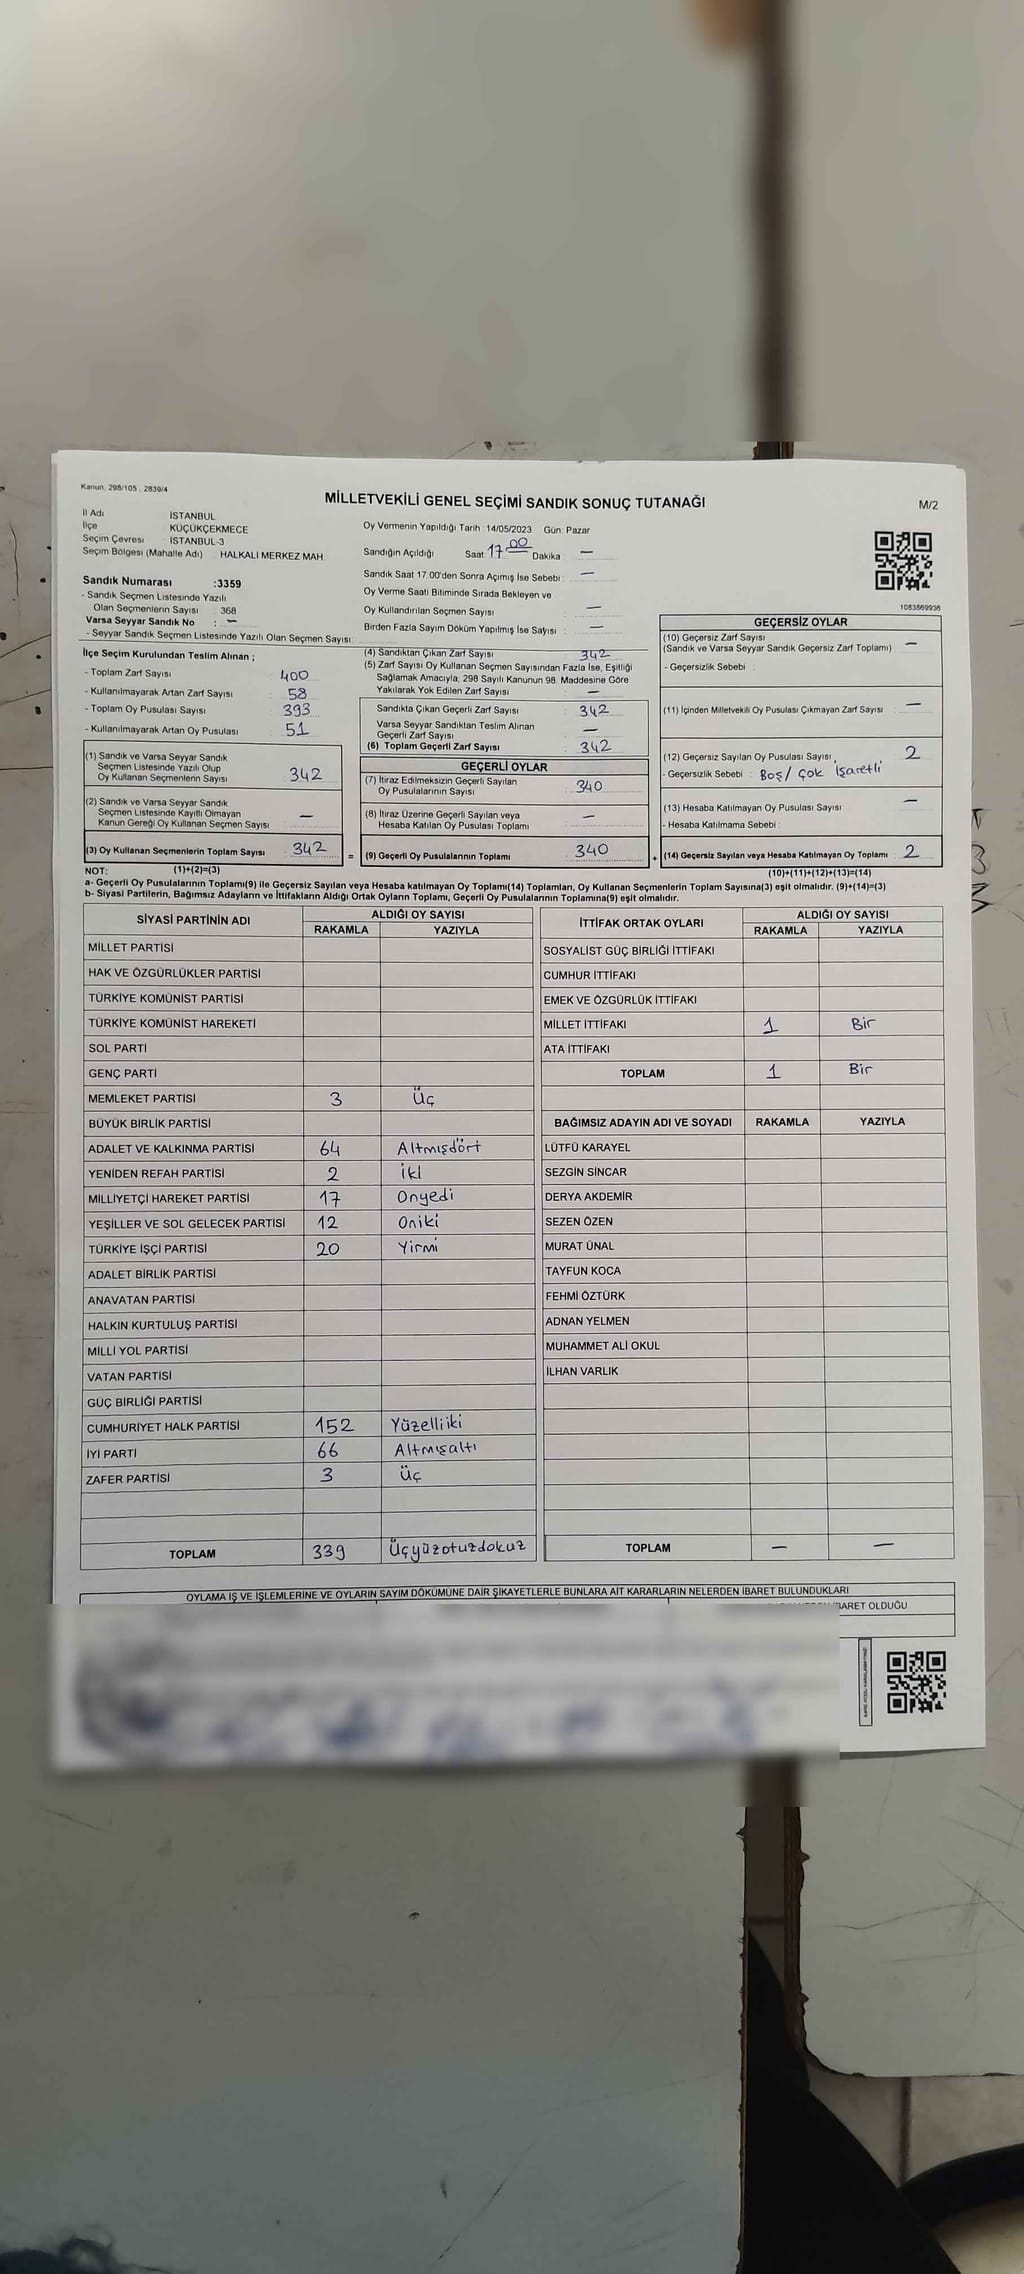 Kanun. 298/105 , 2839/4
MİLLETVEKİLİ GENEL SEÇİMİ SANDIK SONUÇ TUTANAĞI
M/2
İl Adı İSTANBUL
İlçe KÜÇÜKÇEKMECE
Seçim Çevresi İSTANBUL-3
Seçim Bölgesi (Mahalle Adı) : HALKALI MERKEZ MAH.
Sandık Numarası :3359
- Sandık Seçmen Listesinde Yazılı
Olan Seçmenlerin Sayısı : 368
Varsa Seyyar Sandık No : —
- Seyyar Sandık Seçmen Listesinde Yazılı Olan Seçmen Sayısı:
Oy Vermenin Yapıldığı Tarih :14/05/2023 Gün: Pazar
Sandığın Açıldığı Saat 17 00 Dakika —
Sandık Saat 17:00'den Sonra Açımış İse Sebebi : —
Oy Verme Saati Bitiminde Sırada Bekleyen ve
Oy Kullandırılan Seçmen Sayısı : —
Birden Fazla Sayım Döküm Yapılmış İse Sayısı : —
1083869936
İlçe Seçim Kurulundan Teslim Alınan ;
- Toplam Zarf Sayısı : 400
- Kullanılmayarak Artan Zarf Sayısı : 58
- Toplam Oy Pusulası Sayısı : 393
- Kullanılmayarak Artan Oy Pusulası : 51
(1) Sandık ve Varsa Seyyar Sandık
Seçmen Listesinde Yazılı Olup
Oy Kullanan Seçmenlerin Sayısı : 342
(2) Sandık ve Varsa Seyyar Sandık
Seçmen Listesinde Kayıtlı Olmayan
Kanun Gereği Oy Kullanan Seçmen Sayısı : —
(3) Oy Kullanan Seçmenlerin Toplam Sayısı : 342
(1)+(2)=(3)
(4) Sandıktan Çıkan Zarf Sayısı : 342
(5) Zarf Sayısı Oy Kullanan Seçmen Sayısından Fazla İse, Eşitliği
Sağlamak Amacıyla, 298 Sayılı Kanunun 98. Maddesine Göre
Yakılarak Yok Edilen Zarf Sayısı : —
Sandıkta Çıkan Geçerli Zarf Sayısı : 342
Varsa Seyyar Sandıktan Teslim Alınan
Geçerli Zarf Sayısı : —
(6) Toplam Geçerli Zarf Sayısı : 342
GEÇERLİ OYLAR
(7) İtiraz Edilmeksizin Geçerli Sayılan
Oy Pusulalarının Sayısı : 340
(8) İtiraz Üzerine Geçerli Sayılan veya
Hesaba Katılan Oy Pusulası Toplamı : —
= (9) Geçerli Oy Pusulalarının Toplamı : 340
GEÇERSİZ OYLAR
(10) Geçersiz Zarf Sayısı
(Sandık ve Varsa Seyyar Sandık Geçersiz Zarf Toplamı) : —
- Geçersizlik Sebebi :
(11) İçinden Milletvekili Oy Pusulası Çıkmayan Zarf Sayısı : —
(12) Geçersiz Sayılan Oy Pusulası Sayısı : 2
- Geçersizlik Sebebi : Boş/ Çok İşaretli
(13) Hesaba Katılmayan Oy Pusulası Sayısı : —
- Hesaba Katılmama Sebebi :
+ (14) Geçersiz Sayılan veya Hesaba Katılmayan Oy Toplamı : 2
(10)+(11)+(12)+(13)=(14)
NOT:
a- Geçerli Oy Pusulalarının Toplamı(9) ile Geçersiz Sayılan veya Hesaba katılmayan Oy Toplamı(14) Toplamları, Oy Kullanan Seçmenlerin Toplam Sayısına(3) eşit olmalıdır. (9)+(14)=(3)
b- Siyasi Partilerin, Bağımsız Adayların ve İttifakların Aldığı Ortak Oyların Toplamı, Geçerli Oy Pusulalarının Toplamına(9) eşit olmalıdır.
SİYASİ PARTİNİN ADI ALDIĞI OY SAYISI
RAKAMLA YAZIYLA
MİLLET PARTİSİ
HAK VE ÖZGÜRLÜKLER PARTİSİ
TÜRKİYE KOMÜNİST PARTİSİ
TÜRKİYE KOMÜNİST HAREKETİ
SOL PARTİ
GENÇ PARTİ
MEMLEKET PARTİSİ 3 Üç
BÜYÜK BİRLİK PARTİSİ
ADALET VE KALKINMA PARTİSİ 64 Altmışdört
YENİDEN REFAH PARTİSİ 2 iki
MİLLİYETÇİ HAREKET PARTİSİ 17 Onyedi
YEŞİLLER VE SOL GELECEK PARTİSİ 12 Oniki
TÜRKİYE İŞÇİ PARTİSİ 20 Yirmi
ADALET BİRLİK PARTİSİ
ANAVATAN PARTİSİ
HALKIN KURTULUŞ PARTİSİ
MİLLİ YOL PARTİSİ
VATAN PARTİSİ
GÜÇ BİRLİĞİ PARTİSİ
CUMHURİYET HALK PARTİSİ 152 Yüzelliiki
İYİ PARTİ 66 Altmışaltı
ZAFER PARTİSİ 3 Üç
TOPLAM 339 Üçyüzotuzdokuz
İTTİFAK ORTAK OYLARI ALDIĞI OY SAYISI
RAKAMLA YAZIYLA
SOSYALİST GÜÇ BİRLİĞİ İTTİFAKI
CUMHUR İTTİFAKI
EMEK VE ÖZGÜRLÜK İTTİFAKI
MİLLET İTTİFAKI 1 Bir
ATA İTTİFAKI
TOPLAM 1 Bir
BAĞIMSIZ ADAYIN ADI VE SOYADI RAKAMLA YAZIYLA
LÜTFÜ KARAYEL
SEZGİN SİNCAR
DERYA AKDEMİR
SEZEN ÖZEN
MURAT ÜNAL
TAYFUN KOCA
FEHMİ ÖZTÜRK
ADNAN YELMEN
MUHAMMET ALİ OKUL
İLHAN VARLIK
TOPLAM — —
OYLAMA İŞ VE İŞLEMLERİNE VE OYLARIN SAYIM DÖKÜMÜNE DAİR ŞİKAYETLERLE BUNLARA AİT KARARLARIN NELERDEN İBARET BULUNDUKLARI
İBARET OLDUĞU